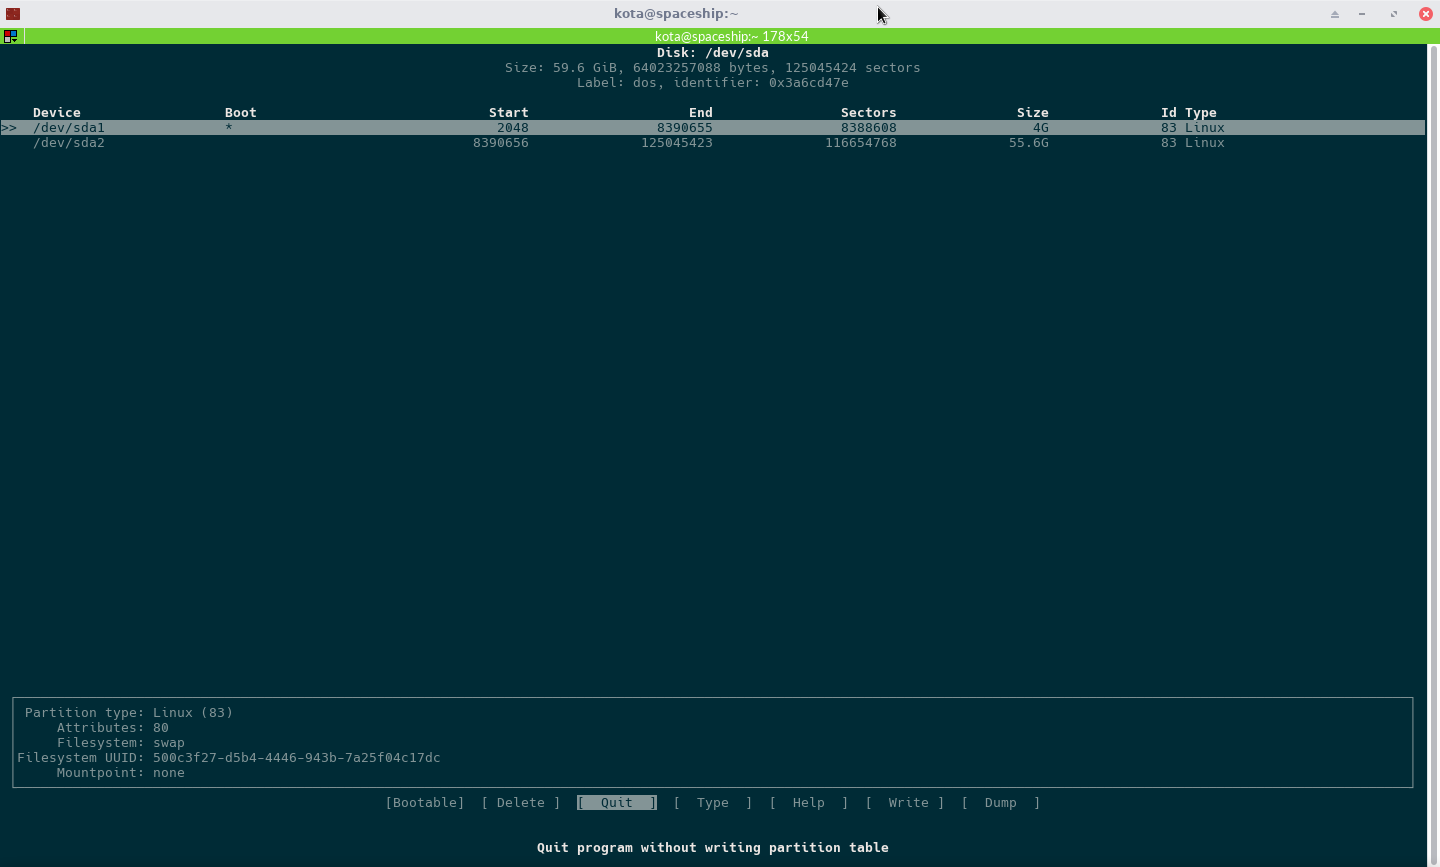 kota@spaceship:~
kota@spaceship:~ 178x54
Disk: /dev/sda
Size: 59.6 GiB, 64023257088 bytes, 125045424 sectors
Label: dos, identifier: 0x3a6cd47e
Device Boot Start End Sectors Size Id Type
>> /dev/sda1 * 2048 8390655 8388608 4G 83 Linux
/dev/sda2 8390656 125045423 116654768 55.6G 83 Linux
Partition type: Linux (83)
Attributes: 80
Filesystem: swap
Filesystem UUID: 500c3f27-d5b4-4446-943b-7a25f04c17dc
Mountpoint: none
[Bootable] [ Delete ] [ Quit ] [ Type ] [ Help ] [ Write ] [ Dump ]
Quit program without writing partition table